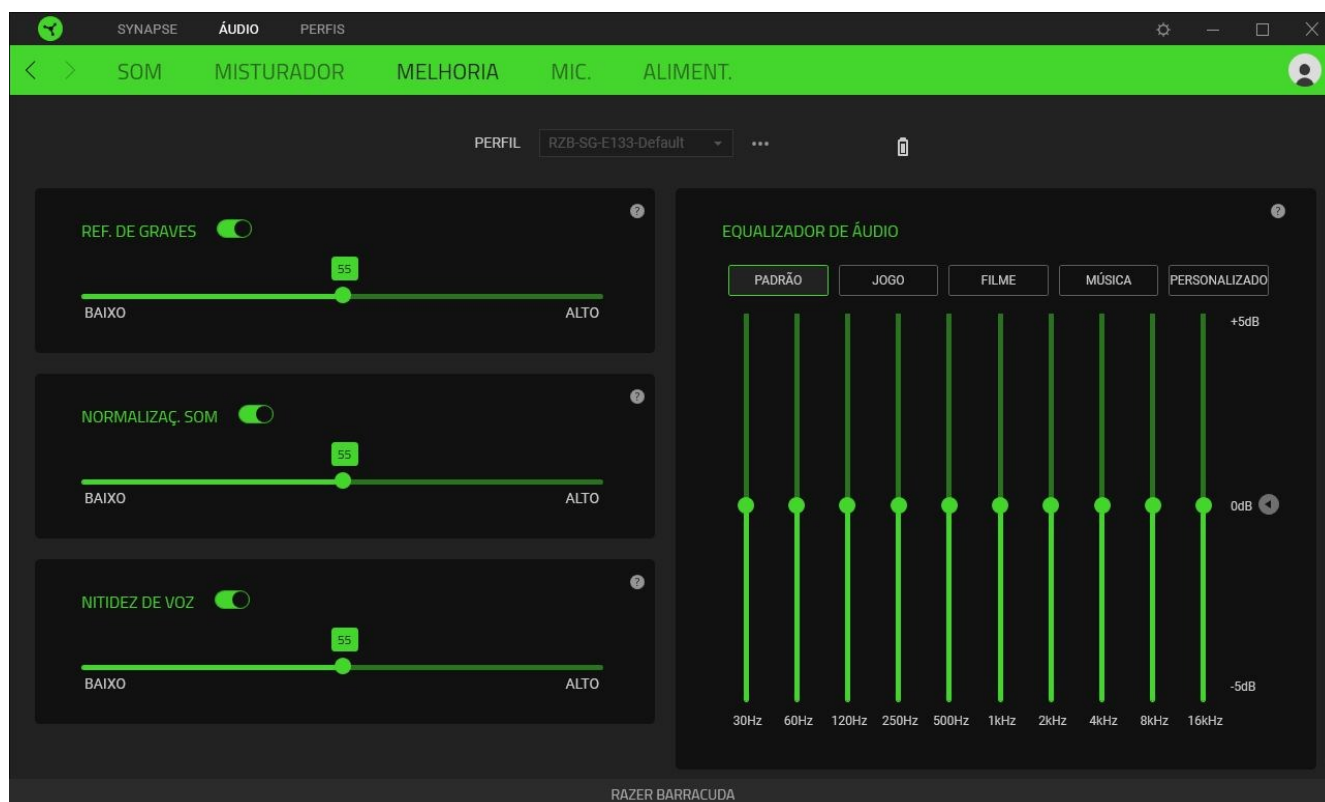 SYNAPSE ÁUDIO PERFIS
SOM MISTURADOR MELHORIA MIC. ALIMENT.
PERFIL RZB-SG-E133-Default
REF. DE GRAVES
55
BAIXO ALTO
NORMALIZAÇ. SOM
55
BAIXO ALTO
NITIDEZ DE VOZ
55
BAIXO ALTO
EQUALIZADOR DE ÁUDIO
PADRÃO JOGO FILME MÚSICA PERSONALIZADO
+5dB
0dB
-5dB
30Hz 60Hz 120Hz 250Hz 500Hz 1kHz 2kHz 4kHz 8kHz 16kHz
RAZER BARRACUDA